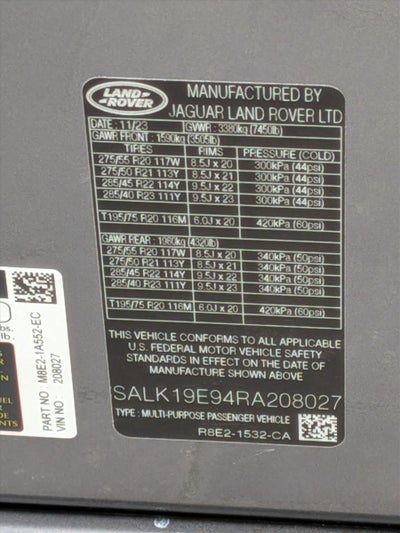 LAND ROVER
MANUFACTURED BY
JAGUAR LAND ROVER LTD
DATE: 11/23 GVWR: 3380kg (7450lb)
GAWR FRONT: 1590kg (3505lb)
TIRES RIMS PRESSURE (COLD)
275/55 R20 117W 8.5J x 20 300kPa (44psi)
275/50 R21 113Y 8.5J x 21 300kPa (44psi)
285/45 R22 114Y 9.5J x 22 300kPa (44psi)
285/40 R23 111Y 9.5J x 23 300kPa (44psi)
T195/75 R20 116M 6.0J x 20 420kPa (60psi)
GAWR REAR: 1960kg (4320lb)
275/55 R20 117W 8.5J x 20 340kPa (50psi)
275/50 R21 113Y 8.5J x 21 340kPa (50psi)
285/45 R22 114Y 9.5J x 22 340kPa (50psi)
285/40 R23 111Y 9.5J x 23 340kPa (50psi)
T195/75 R20 116M 6.0J x 20 420kPa (60psi)
THIS VEHICLE CONFORMS TO ALL APPLICABLE
U.S. FEDERAL MOTOR VEHICLE SAFETY
STANDARDS IN EFFECT ON THE DATE OF
MANUFACTURE SHOWN ABOVE
SALK19E94RA208027
TYPE: MULTI-PURPOSE PASSENGER VEHICLE
R8E2-1532-CA
PART NO: M8E2-1A552-EC
VIN NO: 208027
bs.
lb.